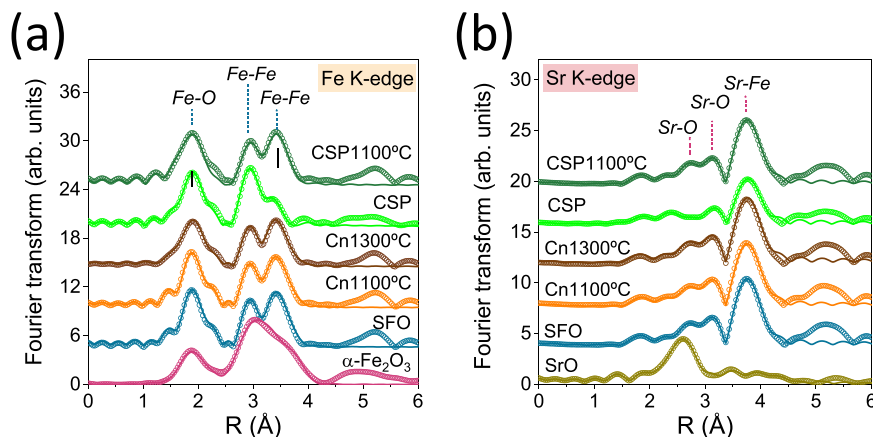 (a)
Fe-Fe
Fe K-edge
Fe-O
Fe-Fe
CSP1100ºC
CSP
Cn1300ºC
Cn1100ºC
SFO
α-Fe₂O₃
36
30
24
18
12
6
0
0 1 2 3 4 5 6
Fourier transform (arb. units)
R (Å)
(b)
Sr K-edge
Sr-Fe
Sr-O
Sr-O
CSP1100ºC
CSP
Cn1300ºC
Cn1100ºC
SFO
SrO
30
25
20
15
10
5
0
0 1 2 3 4 5 6
Fourier transform (arb. units)
R (Å)